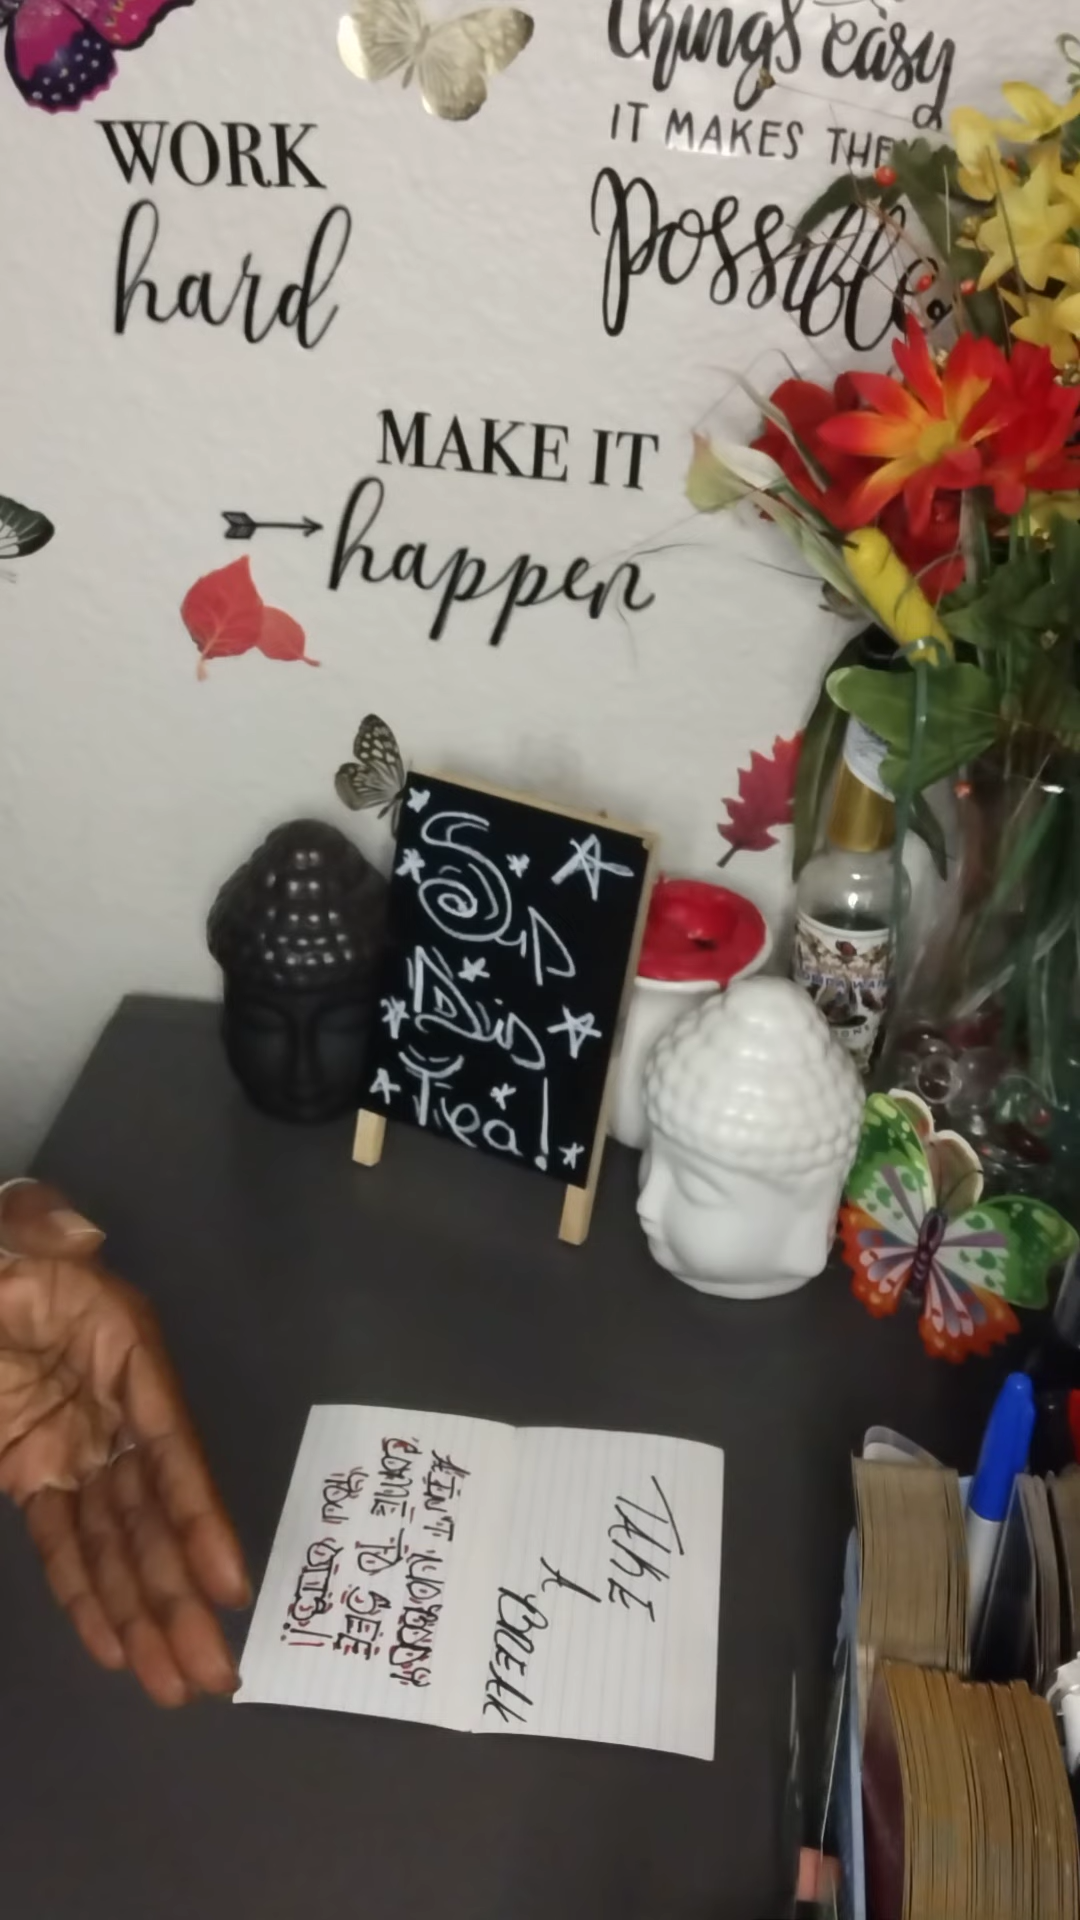 things easy
IT MAKES THE
possible.
WORK
hard
MAKE IT
happen
Sip
Dis
Tea!
TAKE
A
BREAK
AIN'T NOBODY
COME TO SEE
YOU OTIS!!